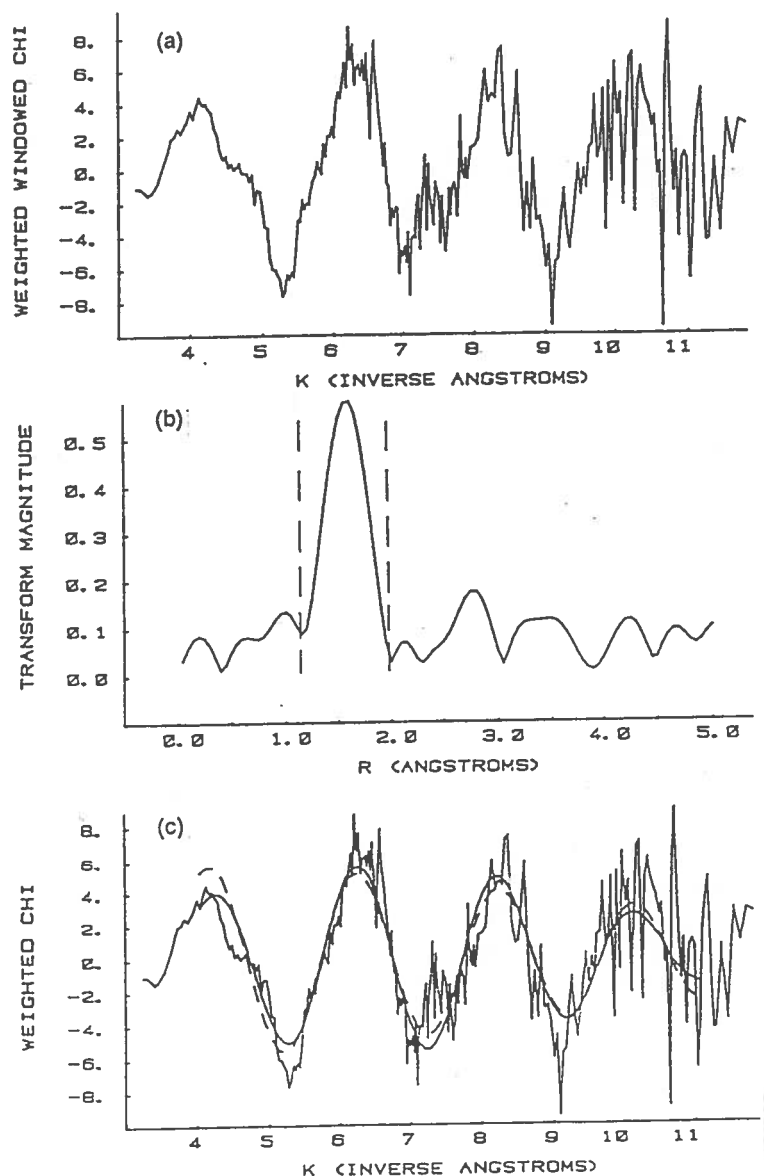 (a)
WEIGHTED WINDOWED CHI
8.
6.
4.
2.
0.
-2.
-4.
-6.
-8.
4 5 6 7 8 9 10 11
K (INVERSE ANGSTROMS)
(b)
TRANSFORM MAGNITUDE
0.5
0.4
0.3
0.2
0.1
0.0
0.0 1.0 2.0 3.0 4.0 5.0
R (ANGSTROMS)
(c)
WEIGHTED CHI
8.
6.
4.
2.
0.
-2.
-4.
-6.
-8.
4 5 6 7 8 9 10 11
K (INVERSE ANGSTROMS)